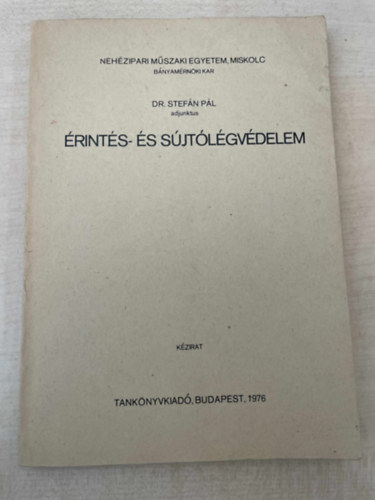 NEHÉZIPARI MŰSZAKI EGYETEM, MISKOLC
BÁNYAMÉRNÖKI KAR
DR. STEFÁN PÁL
adjunktus
ÉRINTÉS- ÉS SÚJTÓLÉGVÉDELEM
KÉZIRAT
TANKÖNYVKIADÓ, BUDAPEST, 1976